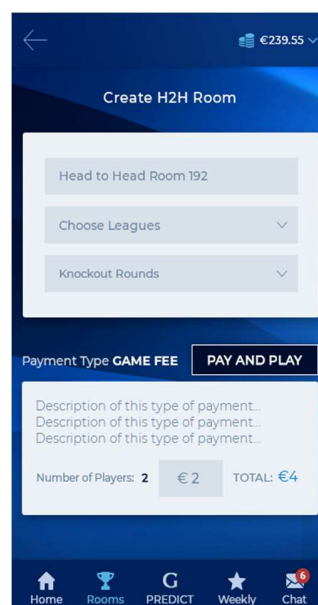 €239.55
Create H2H Room
Head to Head Room 192
Choose Leagues
Knockout Rounds
Payment Type GAME FEE PAY AND PLAY
Description of this type of payment...
Description of this type of payment...
Description of this type of payment...
Number of Players: 2 € 2 TOTAL: €4
6
Home Rooms G PREDICT Weekly Chat